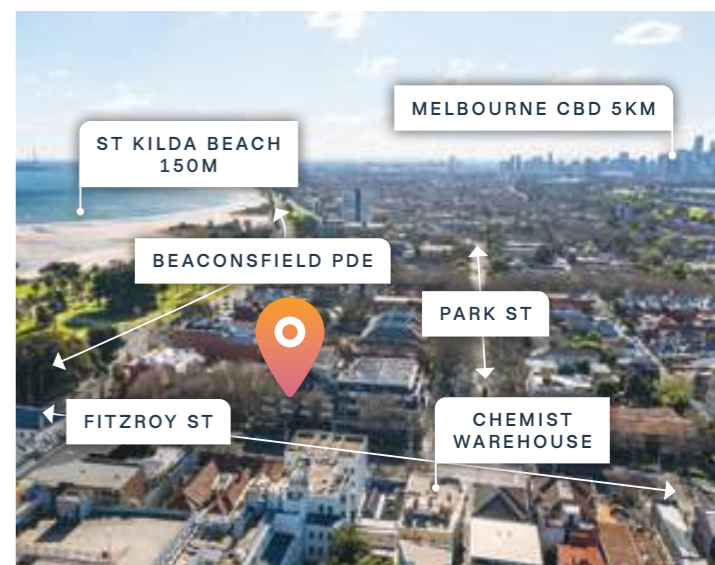 MELBOURNE CBD 5KM
ST KILDA BEACH
150M
BEACONSFIELD PDE
PARK ST
FITZROY ST
CHEMIST
WAREHOUSE